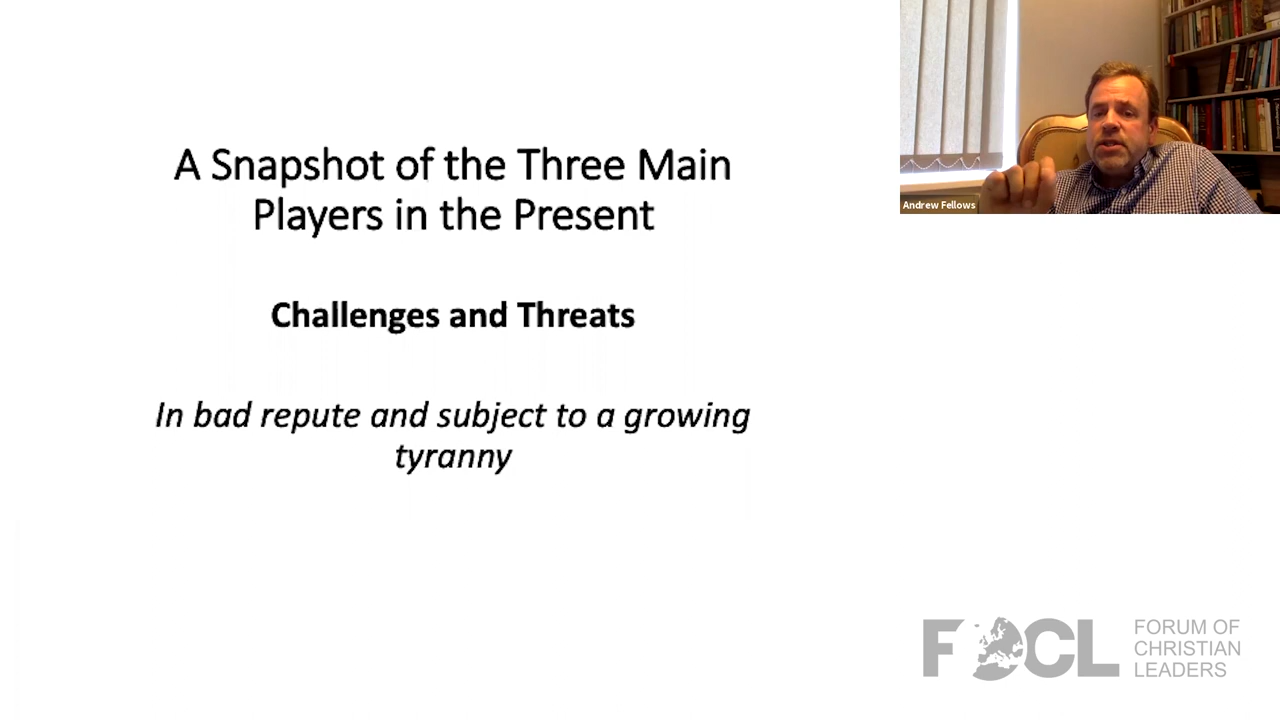 A Snapshot of the Three Main
Players in the Present
Challenges and Threats
In bad repute and subject to a growing
tyranny
Andrew Fellows
FOCL
FORUM OF
CHRISTIAN
LEADERS